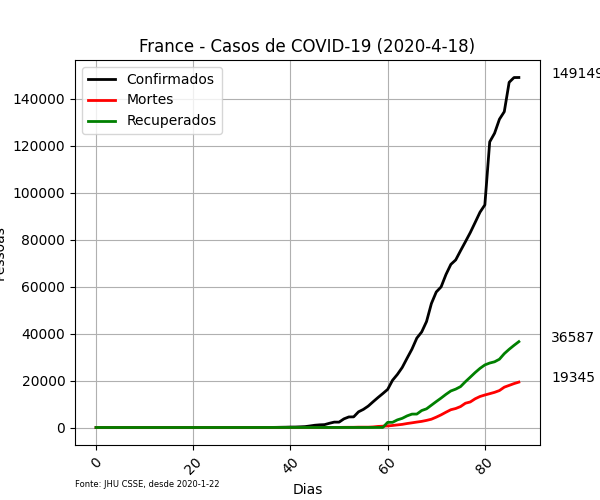 France - Casos de COVID-19 (2020-4-18)
Confirmados
Mortes
Recuperados
149149
140000
120000
100000
80000
60000
40000
20000
0
36587
19345
0
20
40
60
80
Dias
Fonte: JHU CSSE, desde 2020-1-22